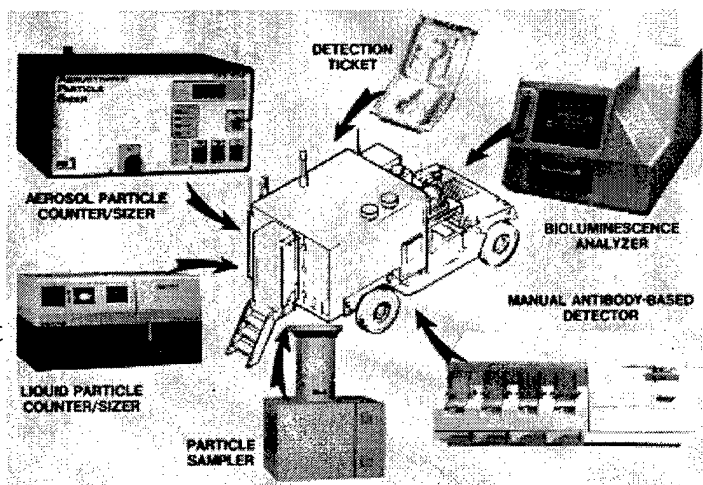 DETECTION
TICKET
AERODYNAMIC
PARTICLE
SIZER
AEROSOL PARTICLE
COUNTER/SIZER
BIOLUMINESCENCE
ANALYZER
MANUAL ANTIBODY-BASED
DETECTOR
LIQUID PARTICLE
COUNTER/SIZER
PARTICLE
SAMPLER